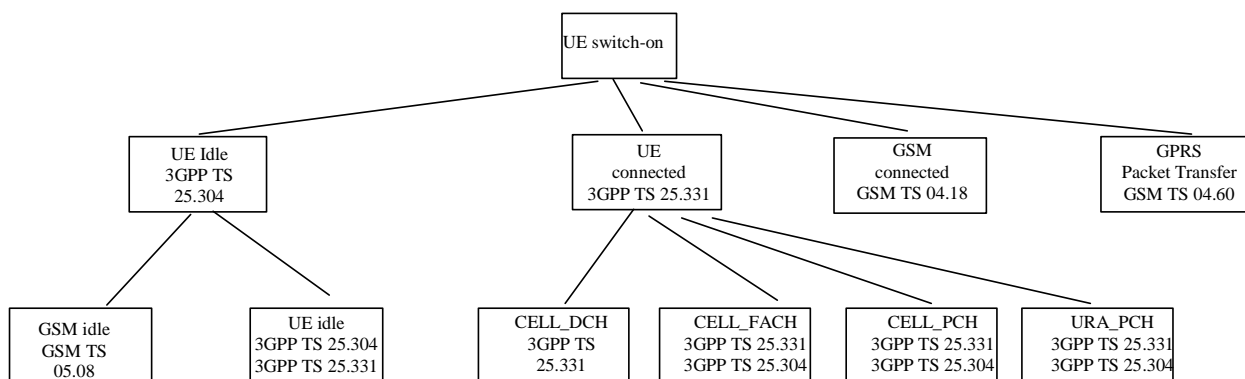 UE switch-on
UE Idle
3GPP TS
25.304
UE
connected
3GPP TS 25.331
GSM
connected
GSM TS 04.18
GPRS
Packet Transfer
GSM TS 04.60
GSM idle
GSM TS
05.08
UE idle
3GPP TS 25.304
3GPP TS 25.331
CELL_DCH
3GPP TS
25.331
CELL_FACH
3GPP TS 25.331
3GPP TS 25.304
CELL_PCH
3GPP TS 25.331
3GPP TS 25.304
URA_PCH
3GPP TS 25.331
3GPP TS 25.304